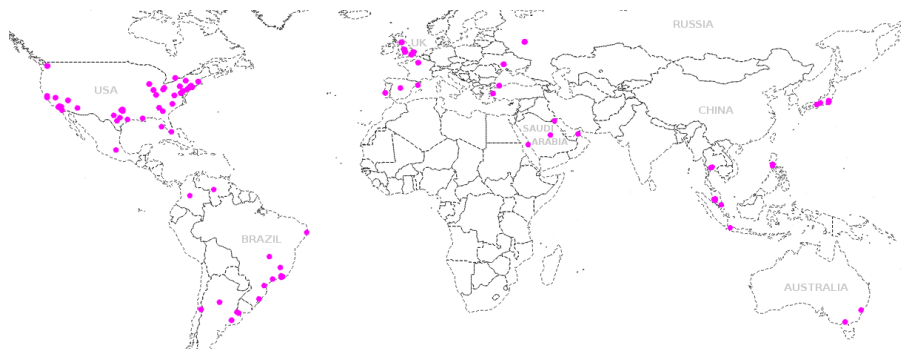 RUSSIA
UK
USA
CHINA
SAUDI
ARABIA
BRAZIL
AUSTRALIA